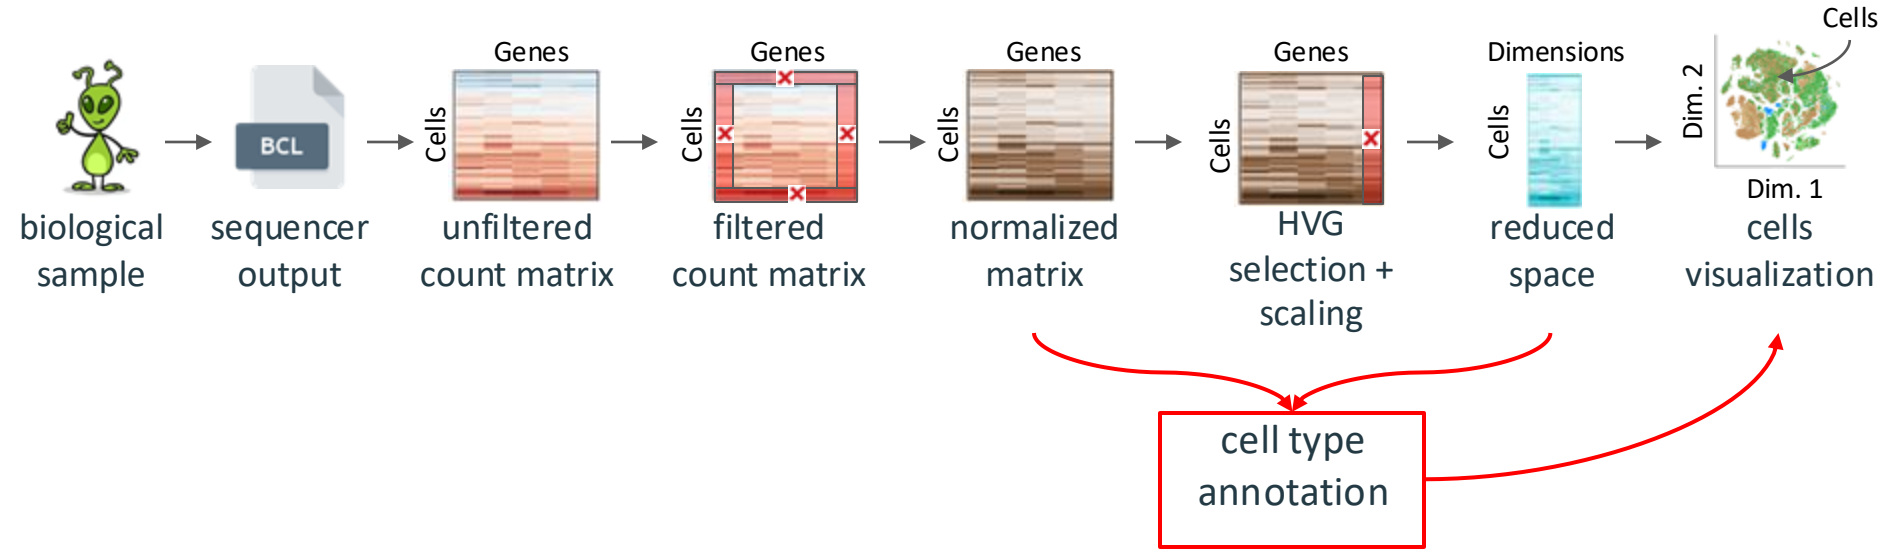 Cells
Genes
Genes
Genes
Genes
Dimensions
Cells
Cells
Cells
Cells
Cells
Dim. 2
BCL
Dim. 1
biological
sample
sequencer
output
unfiltered
count matrix
filtered
count matrix
normalized
matrix
HVG
selection +
scaling
reduced
space
cells
visualization
cell type
annotation